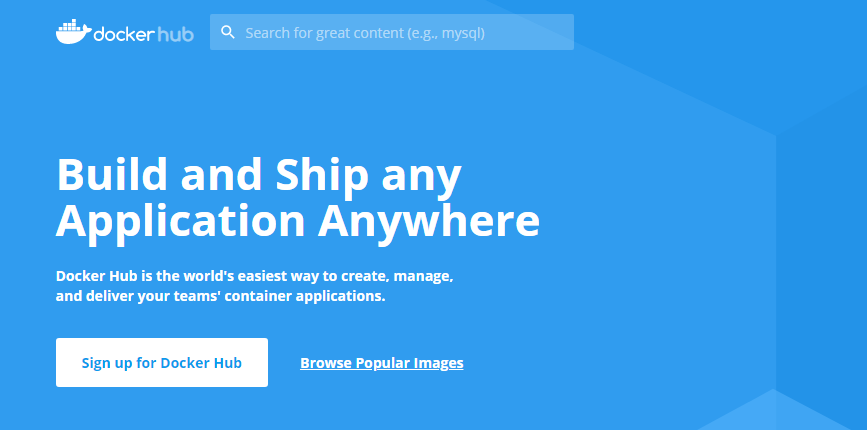 docker hub
Search for great content (e.g., mysql)
Build and Ship any
Application Anywhere
Docker Hub is the world's easiest way to create, manage,
and deliver your teams' container applications.
Sign up for Docker Hub
Browse Popular Images